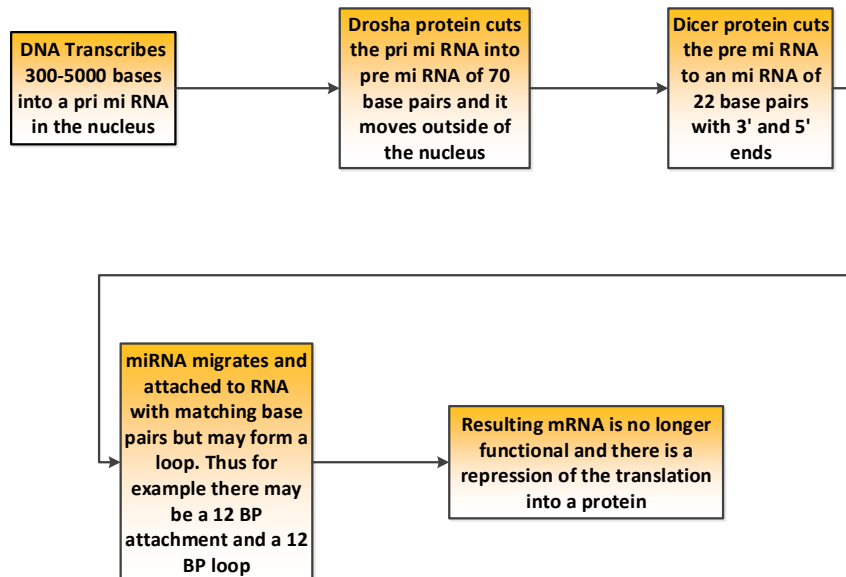 DNA Transcribes
300-5000 bases
into a pri mi RNA
in the nucleus
Drosha protein cuts
the pri mi RNA into
pre mi RNA of 70
base pairs and it
moves outside of
the nucleus
Dicer protein cuts
the pre mi RNA
to an mi RNA of
22 base pairs
with 3' and 5'
ends
miRNA migrates and
attached to RNA
with matching base
pairs but may form a
loop. Thus for
example there may
be a 12 BP
attachment and a 12
BP loop
Resulting mRNA is no longer
functional and there is a
repression of the translation
into a protein